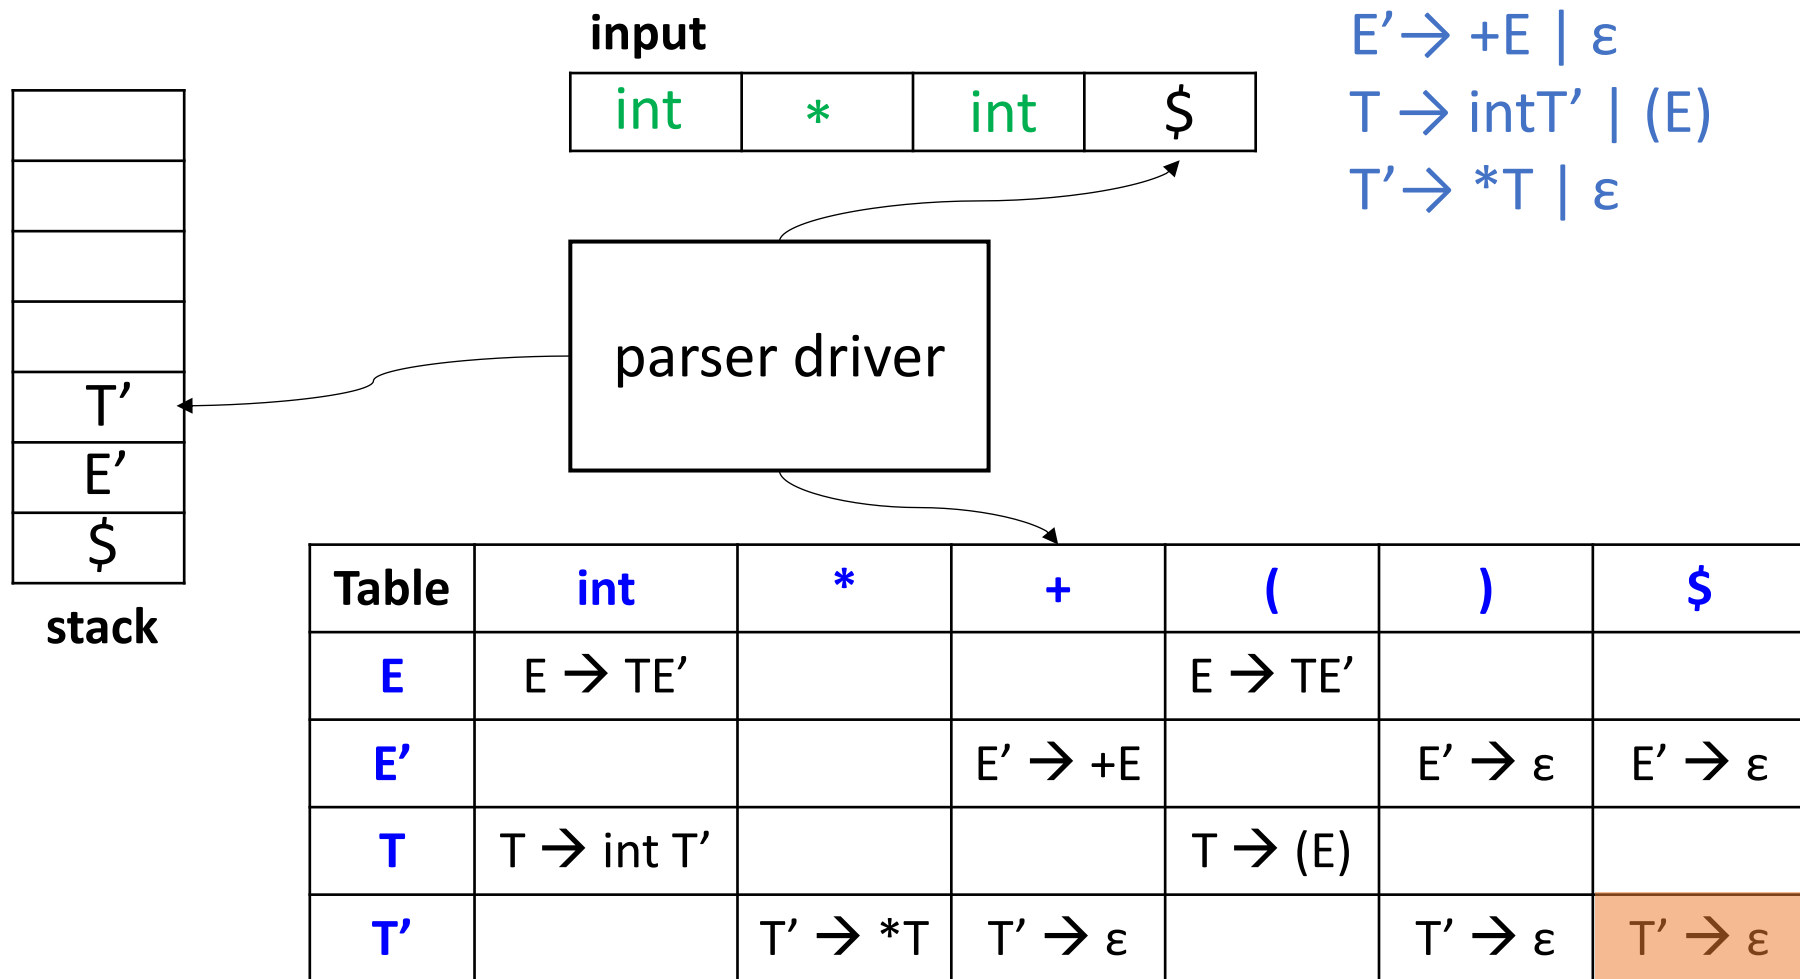 input
int * int $
E’→ +E | ε
T → intT’ | (E)
T’→ *T | ε
parser driver
T’
E’
$
stack
Table int * + ( ) $
E E → TE’ E → TE’
E’ E’ → +E E’ → ε E’ → ε
T T → int T’ T → (E)
T’ T’ → *T T’ → ε T’ → ε T’ → ε